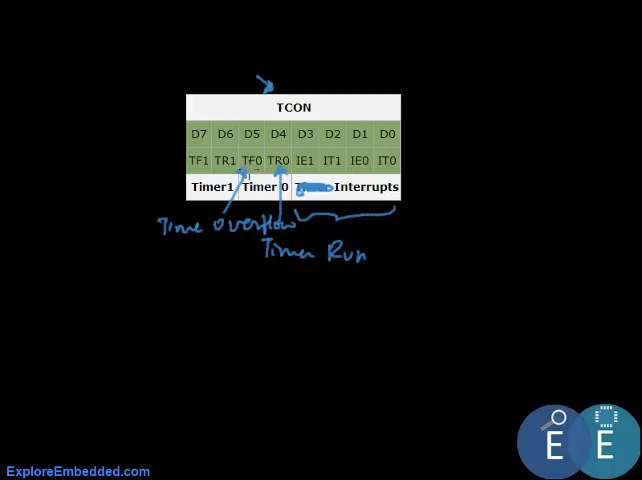 TCON
D7 D6 D5 D4 D3 D2 D1 D0
TF1 TR1 TF0 TR0 IE1 IT1 IE0 IT0
Timer1 Timer 0 Interrupts
Time Overflow
Timer Run
E E
ExploreEmbedded.com